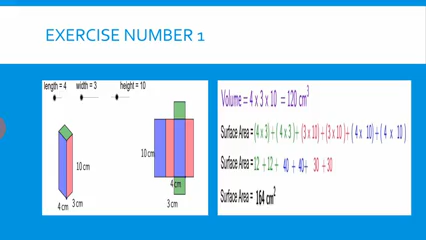 EXERCISE NUMBER 1
length = 4 width = 3 height = 10
10 cm
4 cm 3 cm
10 cm
4 cm
3 cm
Volume = 4 x 3 x 10 = 120 cm³
Surface Area = (4 x 3) + ( 4 x 3 ) + (3 x 10) + (3 x 10) + ( 4 x 10) + ( 4 x 10 )
Surface Area = 12 + 12 + 40 + 40 + 30 + 30
Surface Area = 164 cm²